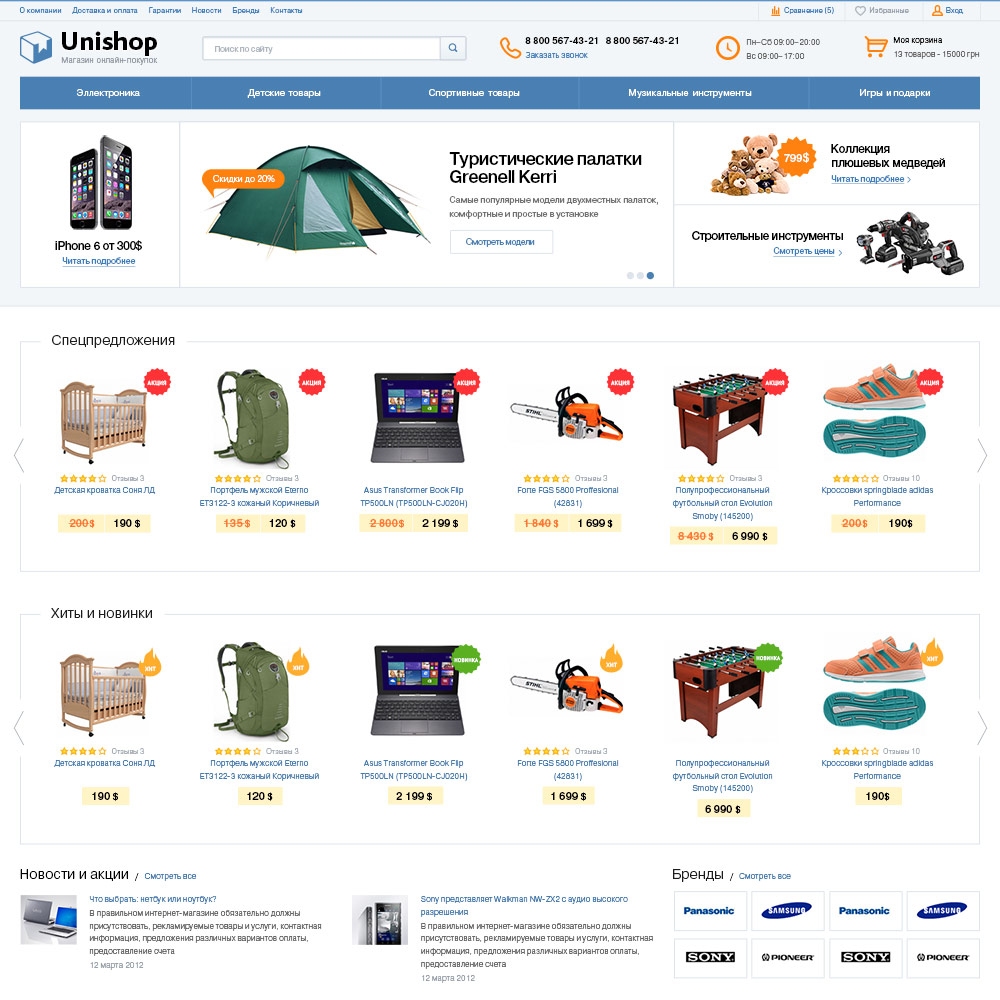 О компании Доставка и оплата Гарантии Новости Бренды Контакты Сравнение (5) Избранные Вход
Unishop
Магазин онлайн-покупок
Поиск по сайту
8 800 567-43-21 8 800 567-43-21
Заказать звонок
Пн–Сб 09:00–20:00
Вс 09:00–17:00
Моя корзина
13 товаров - 15000 грн
Эллектроника Детские товары Спортивные товары Музикальные инструменты Игры и подарки
iPhone 6 от 300$
Читать подробнее
Скидки до 20%
Туристические палатки
Greenell Kerri
Самые популярные модели двухместных палаток,
комфортные и простые в установке
Смотреть модели
799$
Коллекция
плюшевых медведей
Читать подробнее
Строительные инструменты
Смотреть цены
Спецпредложения
АКЦИЯ АКЦИЯ АКЦИЯ АКЦИЯ АКЦИЯ АКЦИЯ
STIHL
Отзывы 3
Детская кроватка Соня ЛД
200$ 190 $
Отзывы 3
Портфель мужской Eterno
ET3122-3 кожаный Коричневый
135 $ 120 $
Asus Transformer Book Flip
TP500LN (TP500LN-CJ020H)
2 800$ 2 199 $
Отзывы 3
Forte FGS 5800 Proffesional
(42831)
1 840 $ 1 699 $
Отзывы 3
Полупрофессиональный
футбольный стол Evolution
Smoby (145200)
8 430 $ 6 990 $
Отзывы 10
Кроссовки springblade adidas
Performance
200$ 190$
Хиты и новинки
ХИТ ХИТ НОВИНКА ХИТ НОВИНКА ХИТ
STIHL
Отзывы 3
Детская кроватка Соня ЛД
190 $
Отзывы 3
Портфель мужской Eterno
ET3122-3 кожаный Коричневый
120 $
Asus Transformer Book Flip
TP500LN (TP500LN-CJ020H)
2 199 $
Отзывы 3
Forte FGS 5800 Proffesional
(42831)
1 699 $
Полупрофессиональный
футбольный стол Evolution
Smoby (145200)
6 990 $
Отзывы 10
Кроссовки springblade adidas
Performance
190$
Новости и акции / Смотреть все
Что выбрать: нетбук или ноутбук?
В правильном интернет-магазине обязательно должны
присутствовать, рекламируемые товары и услуги, контактная
информация, предложения различных вариантов оплаты,
предоставление счета
12 марта 2012
Sony представляет Walkman NW-ZX2 с аудио высокого
разрешения
В правильном интернет-магазине обязательно должны
присутствовать, рекламируемые товары и услуги, контактная
информация, предложения различных вариантов оплаты,
предоставление счета
12 марта 2012
Бренды / Смотреть все
Panasonic SAMSUNG Panasonic SAMSUNG
SONY PIONEER SONY PIONEER